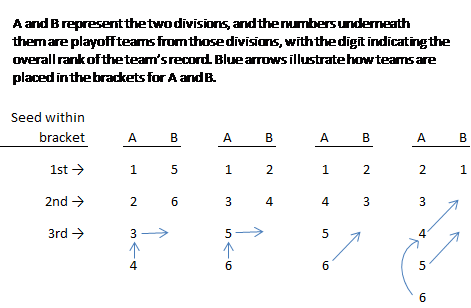 A and B represent the two divisions, and the numbers underneath
them are playoff teams from those divisions, with the digit indicating the
overall rank of the team's record. Blue arrows illustrate how teams are
placed in the brackets for A and B.
Seed within
bracket A B A B A B A B
1st → 1 5 1 2 1 2 2 1
2nd → 2 6 3 4 4 3 3
3rd → 3 5 5 4
4 6 6 5
6